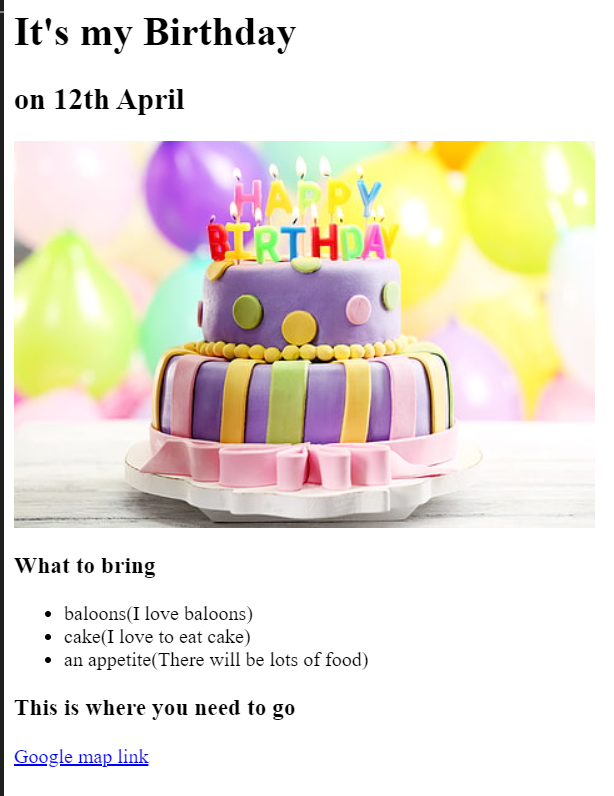 It's my Birthday
on 12th April
HAPPY
BIRTHDAY
What to bring
baloons(I love baloons)
cake(I love to eat cake)
an appetite(There will be lots of food)
This is where you need to go
Google map link